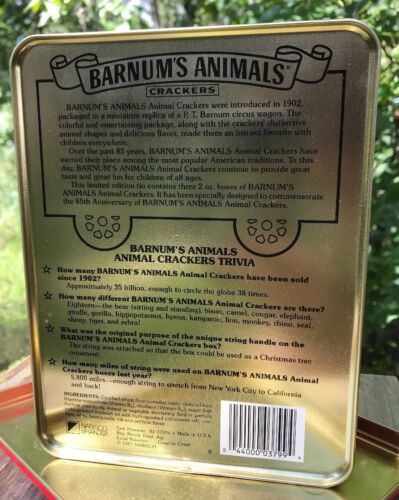 BARNUM'S ANIMALS®
CRACKERS
BARNUM'S ANIMALS Animal Crackers were introduced in 1902,
packaged in a miniature replica of a P. T. Barnum circus wagon. The
colorful and entertaining package, along with the crackers' distinctive
animal shapes and delicious flavor, made them an instant favorite with
children everywhere.
Over the past 85 years, BARNUM'S ANIMALS Animal Crackers have
earned their place among the most popular American traditions. To this
day, BARNUM'S ANIMALS Animal Crackers continue to provide great
taste and great fun for children of all ages.
This limited edition tin contains three 2 oz. boxes of BARNUM'S
ANIMALS Animal Crackers. It has been specially designed to commemorate
the 85th Anniversary of BARNUM'S ANIMALS Animal Crackers.
BARNUM'S ANIMALS
ANIMAL CRACKERS TRIVIA
How many BARNUM'S ANIMALS Animal Crackers have been sold
since 1902?
Approximately 35 billion, enough to circle the globe 38 times.
How many different BARNUM'S ANIMALS Animal Crackers are there?
Eighteen—the bear (sitting and standing), bison, camel, cougar, elephant,
giraffe, gorilla, hippopotamus, hyena, kangaroo, lion, monkey, rhino, seal,
sheep, tiger, and zebra!
What was the original purpose of the unique string handle on the
BARNUM'S ANIMALS Animal Crackers box?
The string was attached so that the box could be used as a Christmas tree
ornament.
How many miles of string were used on BARNUM'S ANIMALS Animal
Crackers boxes last year?
5,800 miles—enough string to stretch from New York City to California
and back!
INGREDIENTS:
NABISCO
BRANDS
East Hanover, NJ 07936 • Made in U.S.A.
© 1987 NABISCO
0 44000 03799 4